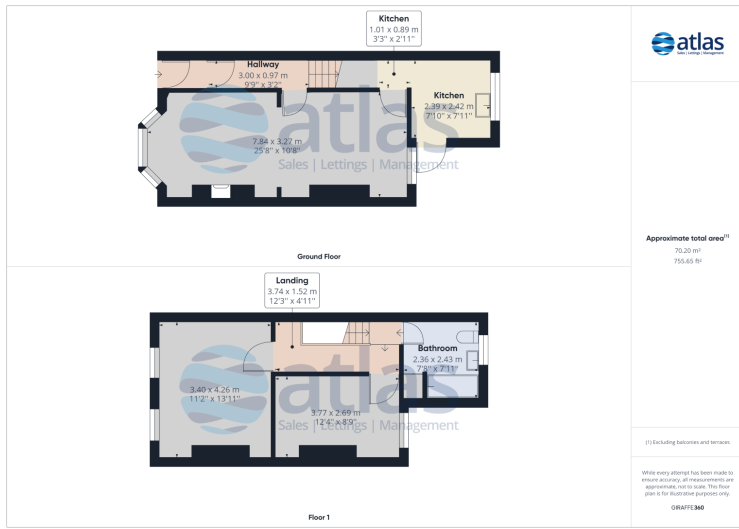 Kitchen
1.01 x 0.89 m
3'3" x 2'11"
Hallway
3.00 x 0.97 m
9'9" x 3'2"
Kitchen
2.39 x 2.42 m
7'10" x 7'11"
7.84 x 3.27 m
25'8" x 10'8"
atlas
Sales | Lettings | Management
Ground Floor
Landing
3.74 x 1.52 m
12'3" x 4'11"
Bathroom
2.36 x 2.43 m
7'8" x 7'11"
3.40 x 4.26 m
11'2" x 13'11"
3.77 x 2.69 m
12'4" x 8'9"
atlas
Sales | Lettings | Management
Floor 1
atlas
Sales | Lettings | Management
Approximate total area(1)
70.20 m²
755.65 ft²
(1) Excluding balconies and terraces
While every attempt has been made to
ensure accuracy, all measurements are
approximate, not to scale. This floor
plan is for illustrative purposes only.
GIRAFFE360